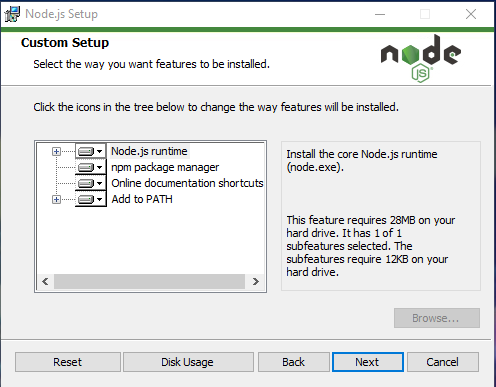 Node.js Setup
Custom Setup
Select the way you want features to be installed.
node
JS
Click the icons in the tree below to change the way features will be installed.
Node.js runtime
npm package manager
Online documentation shortcuts
Add to PATH
Install the core Node.js runtime
(node.exe).
This feature requires 28MB on your
hard drive. It has 1 of 1
subfeatures selected. The
subfeatures require 12KB on your
hard drive.
Browse...
Reset
Disk Usage
Back
Next
Cancel